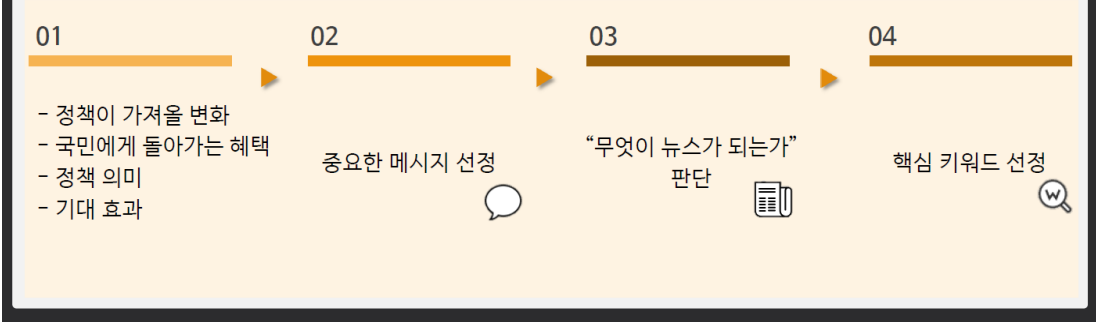 01
- 정책이 가져올 변화
- 국민에게 돌아가는 혜택
- 정책 의미
- 기대 효과
02
중요한 메시지 선정
03
“무엇이 뉴스가 되는가”
판단
04
핵심 키워드 선정
W